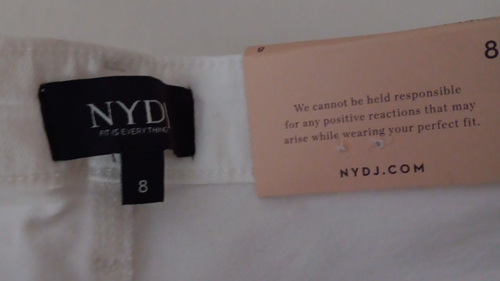 NYDJ
FIT IS EVERYTHING
8
8
We cannot be held responsible
for any positive reactions that may
arise while wearing your perfect fit.
NYDJ.COM